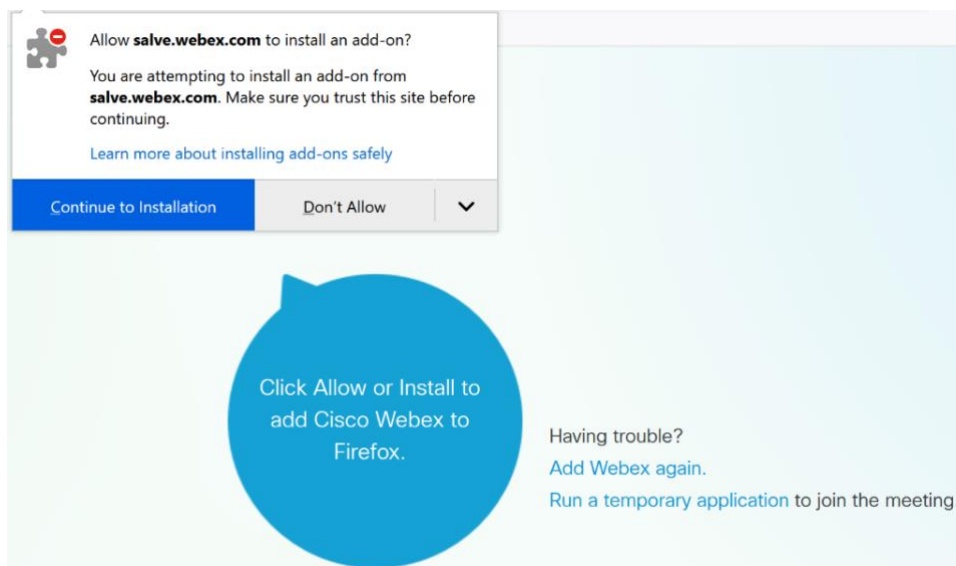 Allow salve.webex.com to install an add-on?
You are attempting to install an add-on from
salve.webex.com. Make sure you trust this site before
continuing.
Learn more about installing add-ons safely
Continue to Installation
Don't Allow
Click Allow or Install to
add Cisco Webex to
Firefox.
Having trouble?
Add Webex again.
Run a temporary application to join the meeting